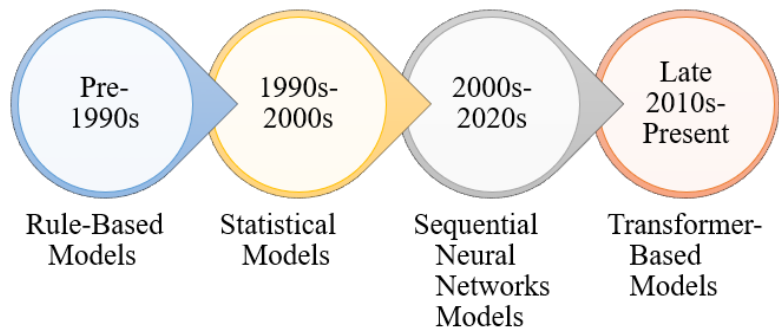 Pre-
1990s
1990s-
2000s
2000s-
2020s
Late
2010s-
Present
Rule-Based
Models
Statistical
Models
Sequential
Neural
Networks
Models
Transformer-
Based
Models